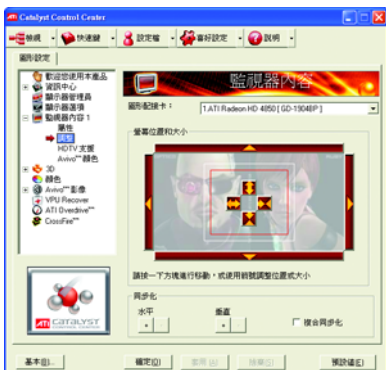 ATI Catalyst Control Center
檢視
快速鍵
設定檔
喜好設定
說明
圖形設定
歡迎您使用本產品
資訊中心
顯示器管理員
顯示器選項
監視器內容 1
屬性
調整
HDTV 支援
Avivo™ 顏色
3D
顏色
Avivo™ 影像
VPU Recover
ATI Overdrive™
CrossFire™
ATI CATALYST
CONTROL CENTER
監視器內容
圖形配接卡：
1.ATI Radeon HD 4850 [ GD-1904BP ]
螢幕位置和大小
請按一下方塊進行移動，或使用箭號調整位置或大小
同步化
水平
垂直
複合同步化
基本(B)...
確定(O)
套用(A)
捨棄(S)
預設值(E)